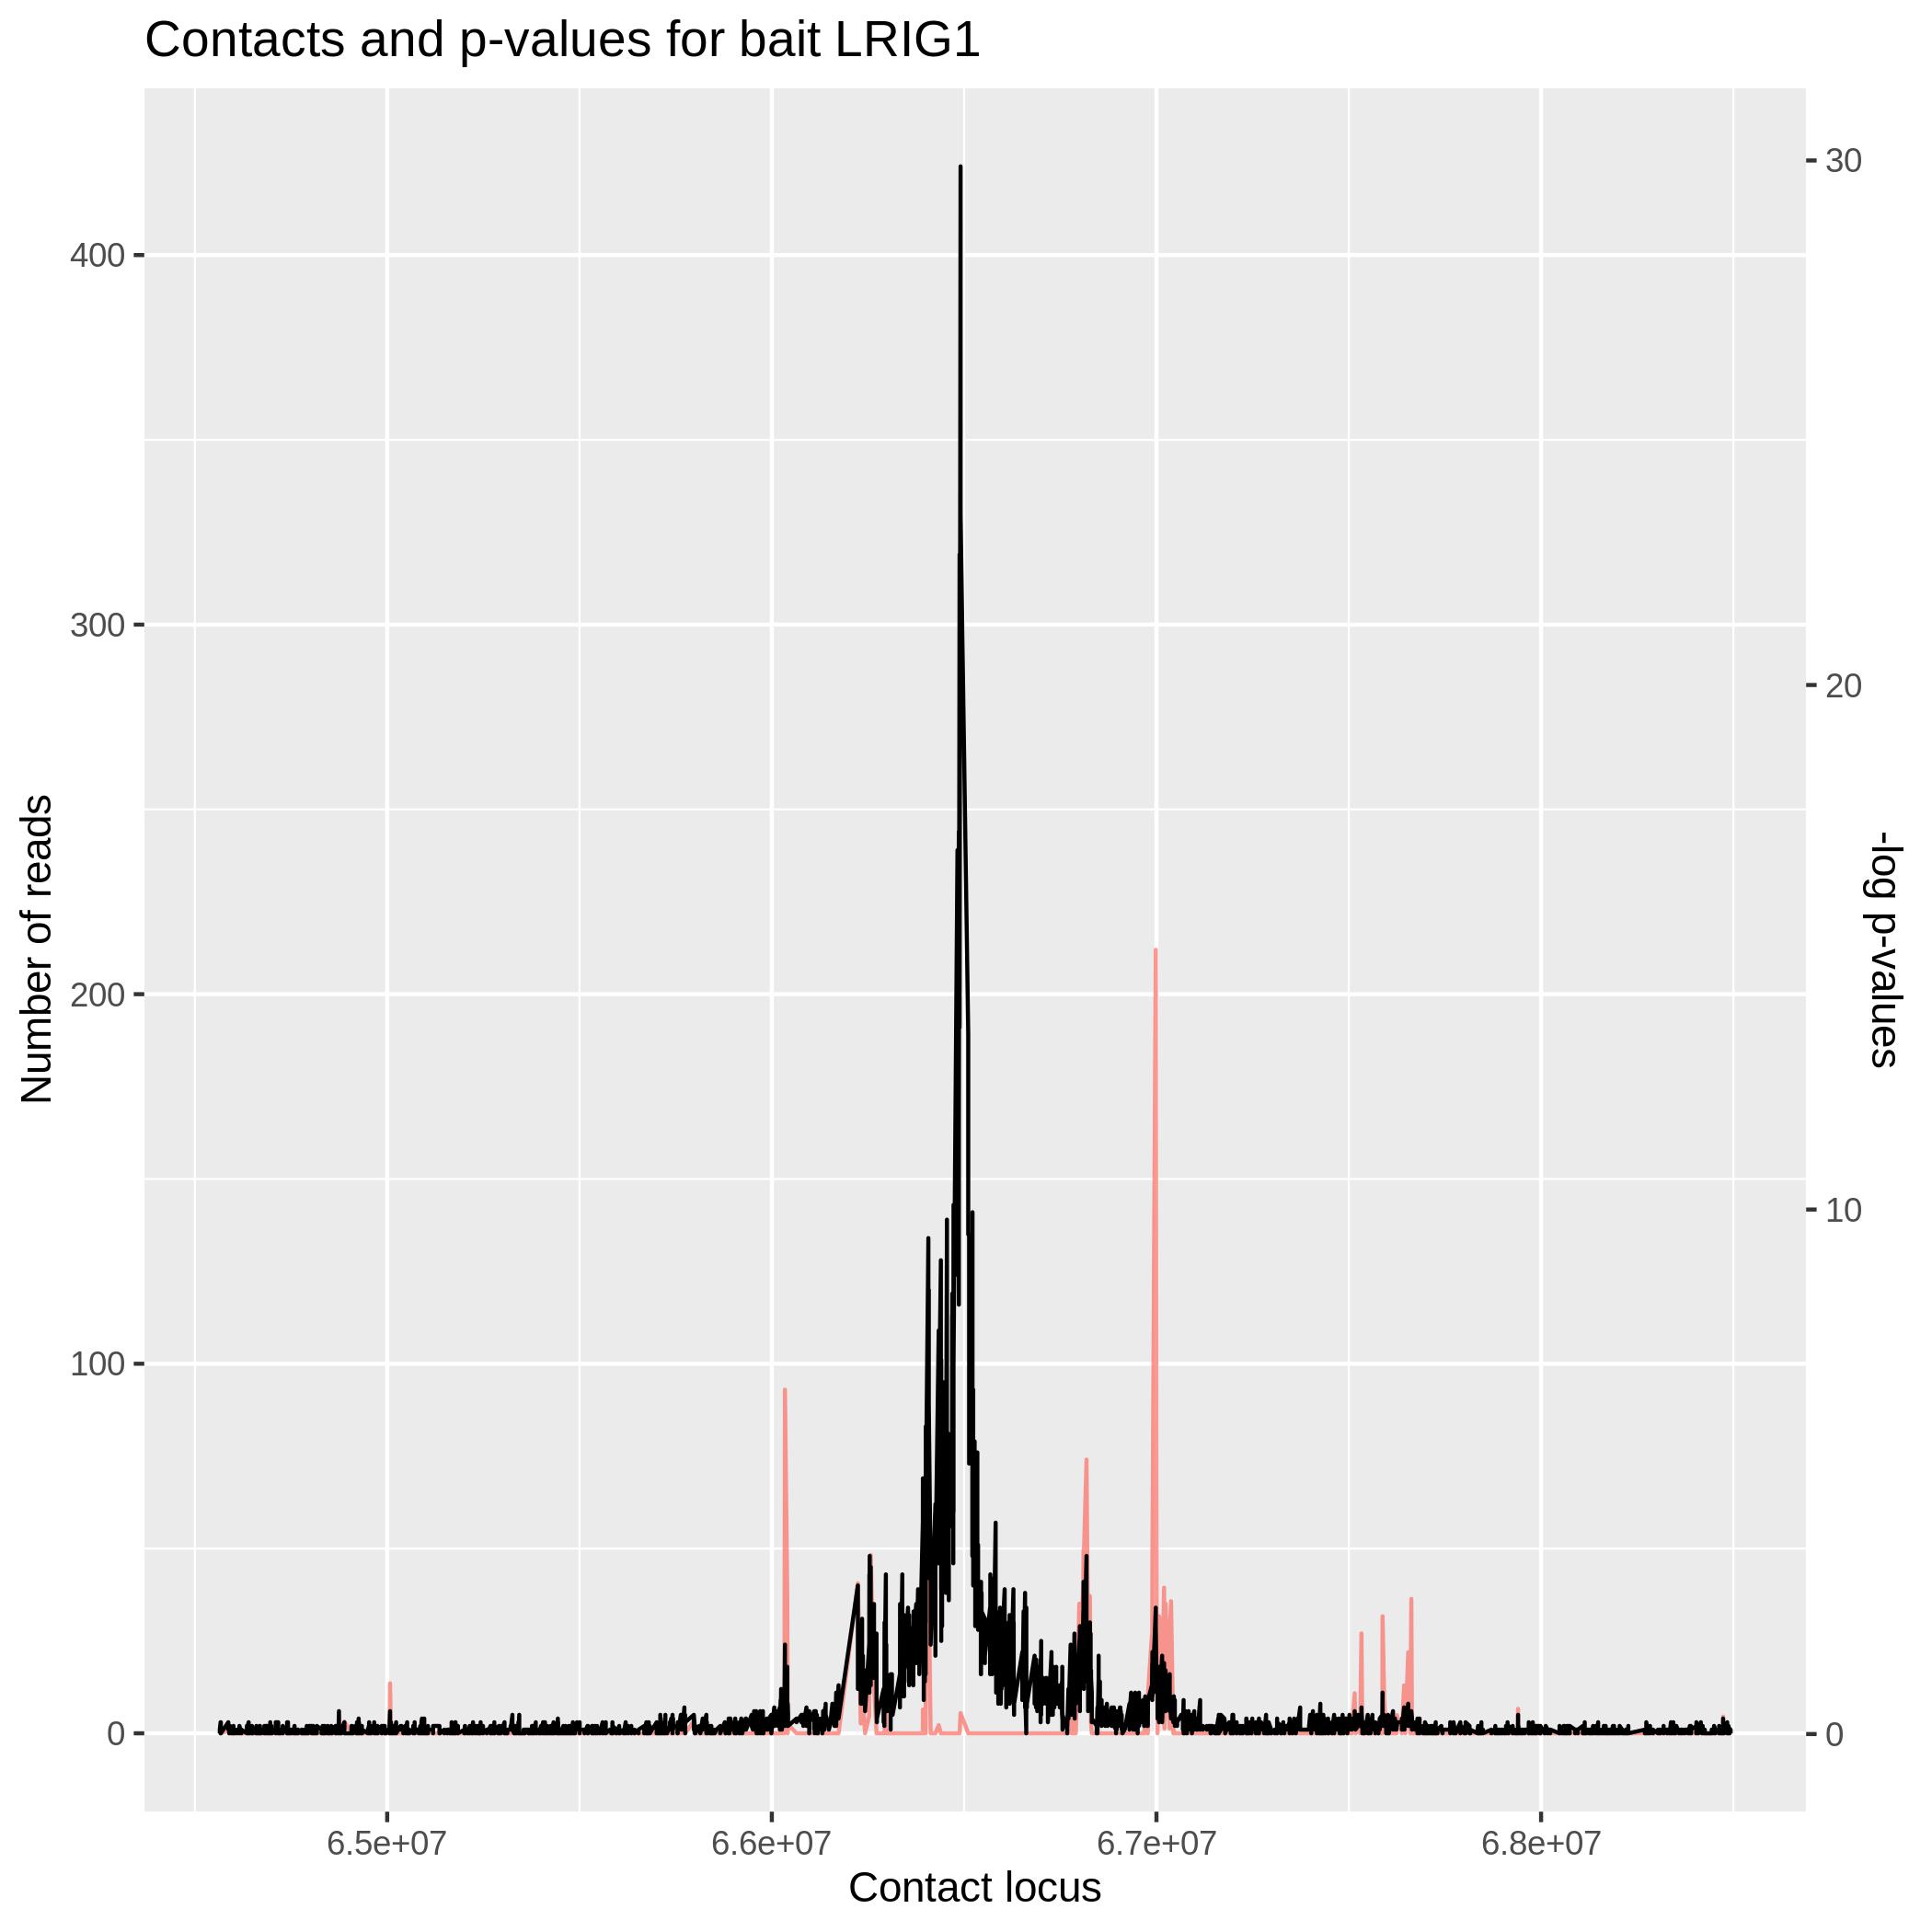 Contacts and p-values for bait LRIG1
Number of reads
400
300
200
100
0
30
20
10
0
-log p-values
6.5e+07
6.6e+07
6.7e+07
6.8e+07
Contact locus